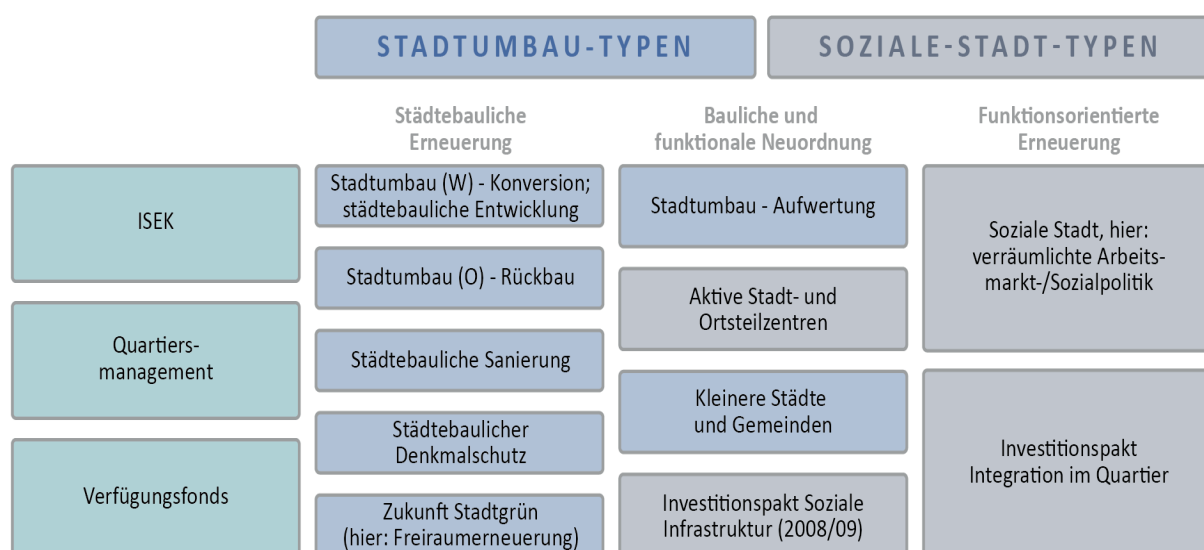 STADTUMBAU-TYPEN
SOZIALE-STADT-TYPEN
Städtebauliche
Erneuerung
Bauliche und
funktionale Neuordnung
Funktionsorientierte
Erneuerung
ISEK
Quartiers-
management
Verfügungsfonds
Stadtumbau (W) - Konversion;
städtebauliche Entwicklung
Stadtumbau (O) - Rückbau
Städtebauliche Sanierung
Städtebaulicher
Denkmalschutz
Zukunft Stadtgrün
(hier: Freiraumerneuerung)
Stadtumbau - Aufwertung
Aktive Stadt- und
Ortsteilzentren
Kleinere Städte
und Gemeinden
Investitionspakt Soziale
Infrastruktur (2008/09)
Soziale Stadt, hier:
verräumlichte Arbeits-
markt-/Sozialpolitik
Investitionspakt
Integration im Quartier